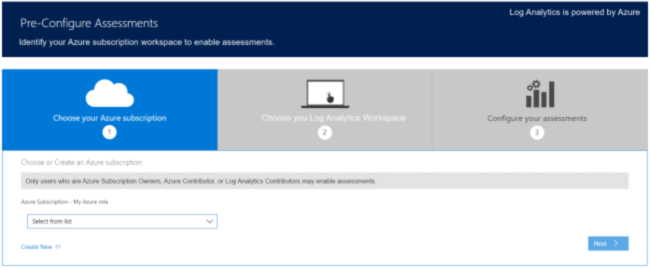 Log Analytics is powered by Azure
Pre-Configure Assessments
Identify your Azure subscription workspace to enable assessments.
Choose your Azure subscription
1
Choose you Log Analytics Workspace
2
Configure your assessments
3
Choose or Create an Azure subscription
Only users who are Azure Subscription Owners, Azure Contributor, or Log Analytics Contributors may enable assessments.
Azure Subscription - My Azure role
Select from list
Create New
Next